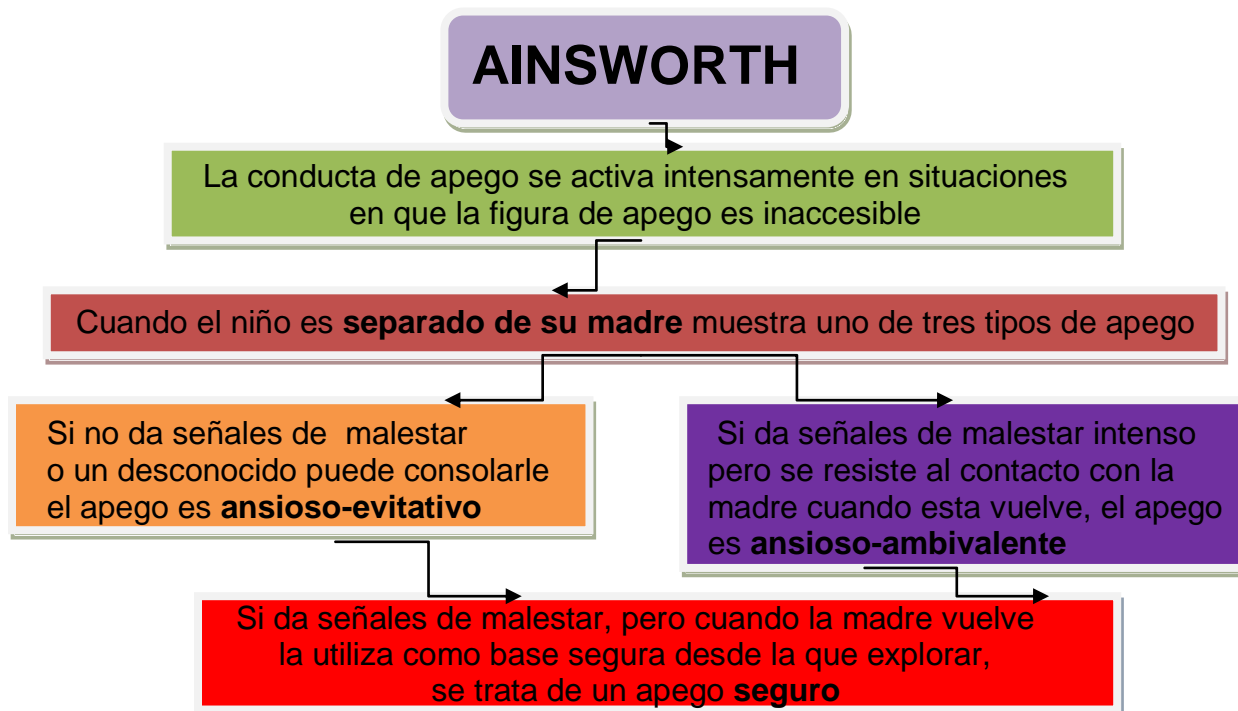 AINSWORTH
La conducta de apego se activa intensamente en situaciones
en que la figura de apego es inaccesible
Cuando el niño es separado de su madre muestra uno de tres tipos de apego
Si no da señales de malestar
o un desconocido puede consolarle
el apego es ansioso-evitativo
Si da señales de malestar intenso
pero se resiste al contacto con la
madre cuando esta vuelve, el apego
es ansioso-ambivalente
Si da señales de malestar, pero cuando la madre vuelve
la utiliza como base segura desde la que explorar,
se trata de un apego seguro